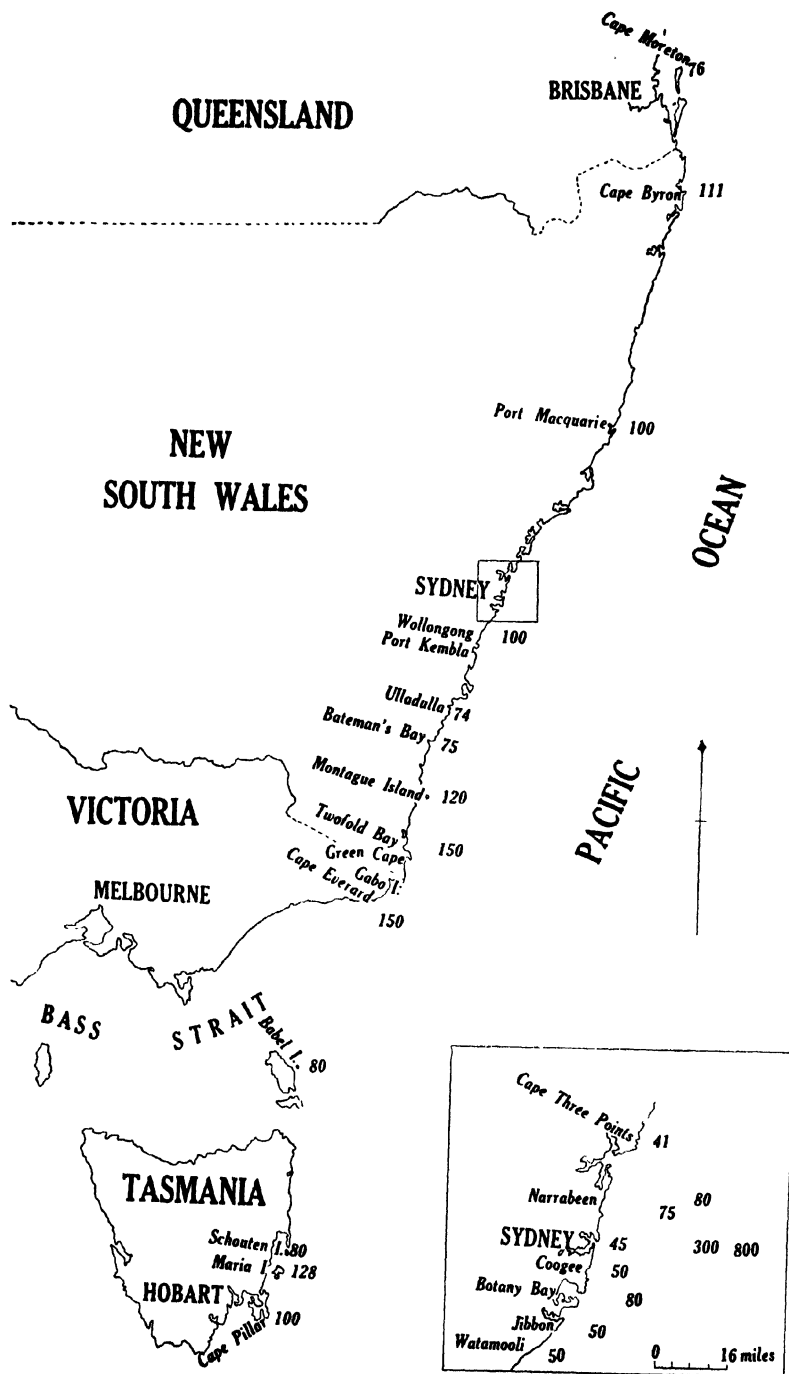 Cape Moreton
76
BRISBANE
QUEENSLAND
Cape Byron 111
Port Macquarie 100
NEW
SOUTH WALES
OCEAN
SYDNEY
Wollongong
100
Port Kembla
Ulladulla 74
Bateman's Bay 75
Montague Island 120
PACIFIC
VICTORIA
Twofold Bay
Green Cape 150
Gabo I.
Cape Everard
150
MELBOURNE
BASS STRAIT
Babel I. 80
TASMANIA
Schouten I. 80
Maria I. 128
HOBART
Cape Pillar 100
Cape Three Points 41
Narrabeen 80
75
SYDNEY 45 300 800
Coogee 50
Botany Bay 80
Jibbon 50
Watamooli 50
0 16 miles